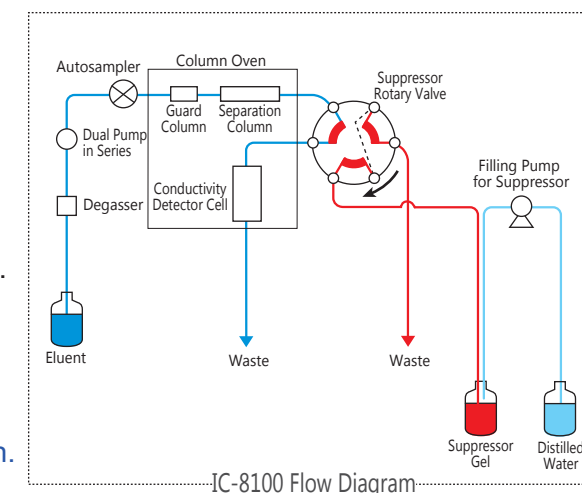 Column Oven
Autosampler
Suppressor
Rotary Valve
Guard
Column
Separation
Column
Dual Pump
in Series
Filling Pump
for Suppressor
Degasser
Conductivity
Detector Cell
.
Eluent
Waste
Waste
Suppressor
Gel
Distilled
Water
n.
IC-8100 Flow Diagram